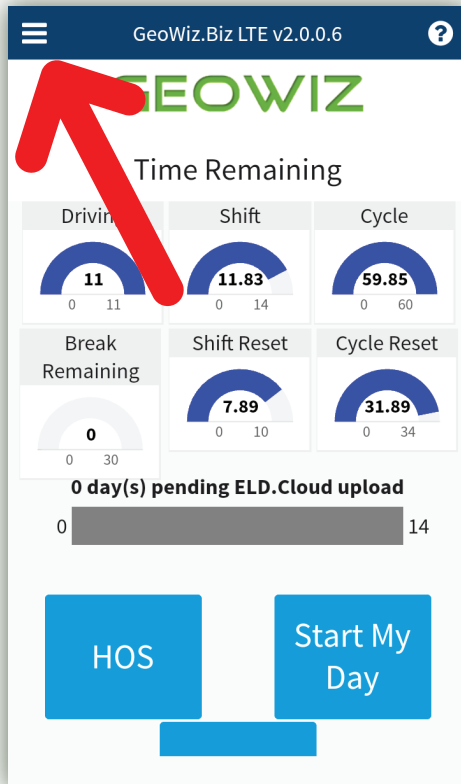 GeoWiz.Biz LTE v2.0.0.6 ?
GEOWIZ
Time Remaining
Drivin Shift Cycle
11 11.83 59.85
0 11 0 14 0 60
Break Remaining Shift Reset Cycle Reset
0 7.89 31.89
0 30 0 10 0 34
0 day(s) pending ELD.Cloud upload
0 14
HOS
Start My
Day